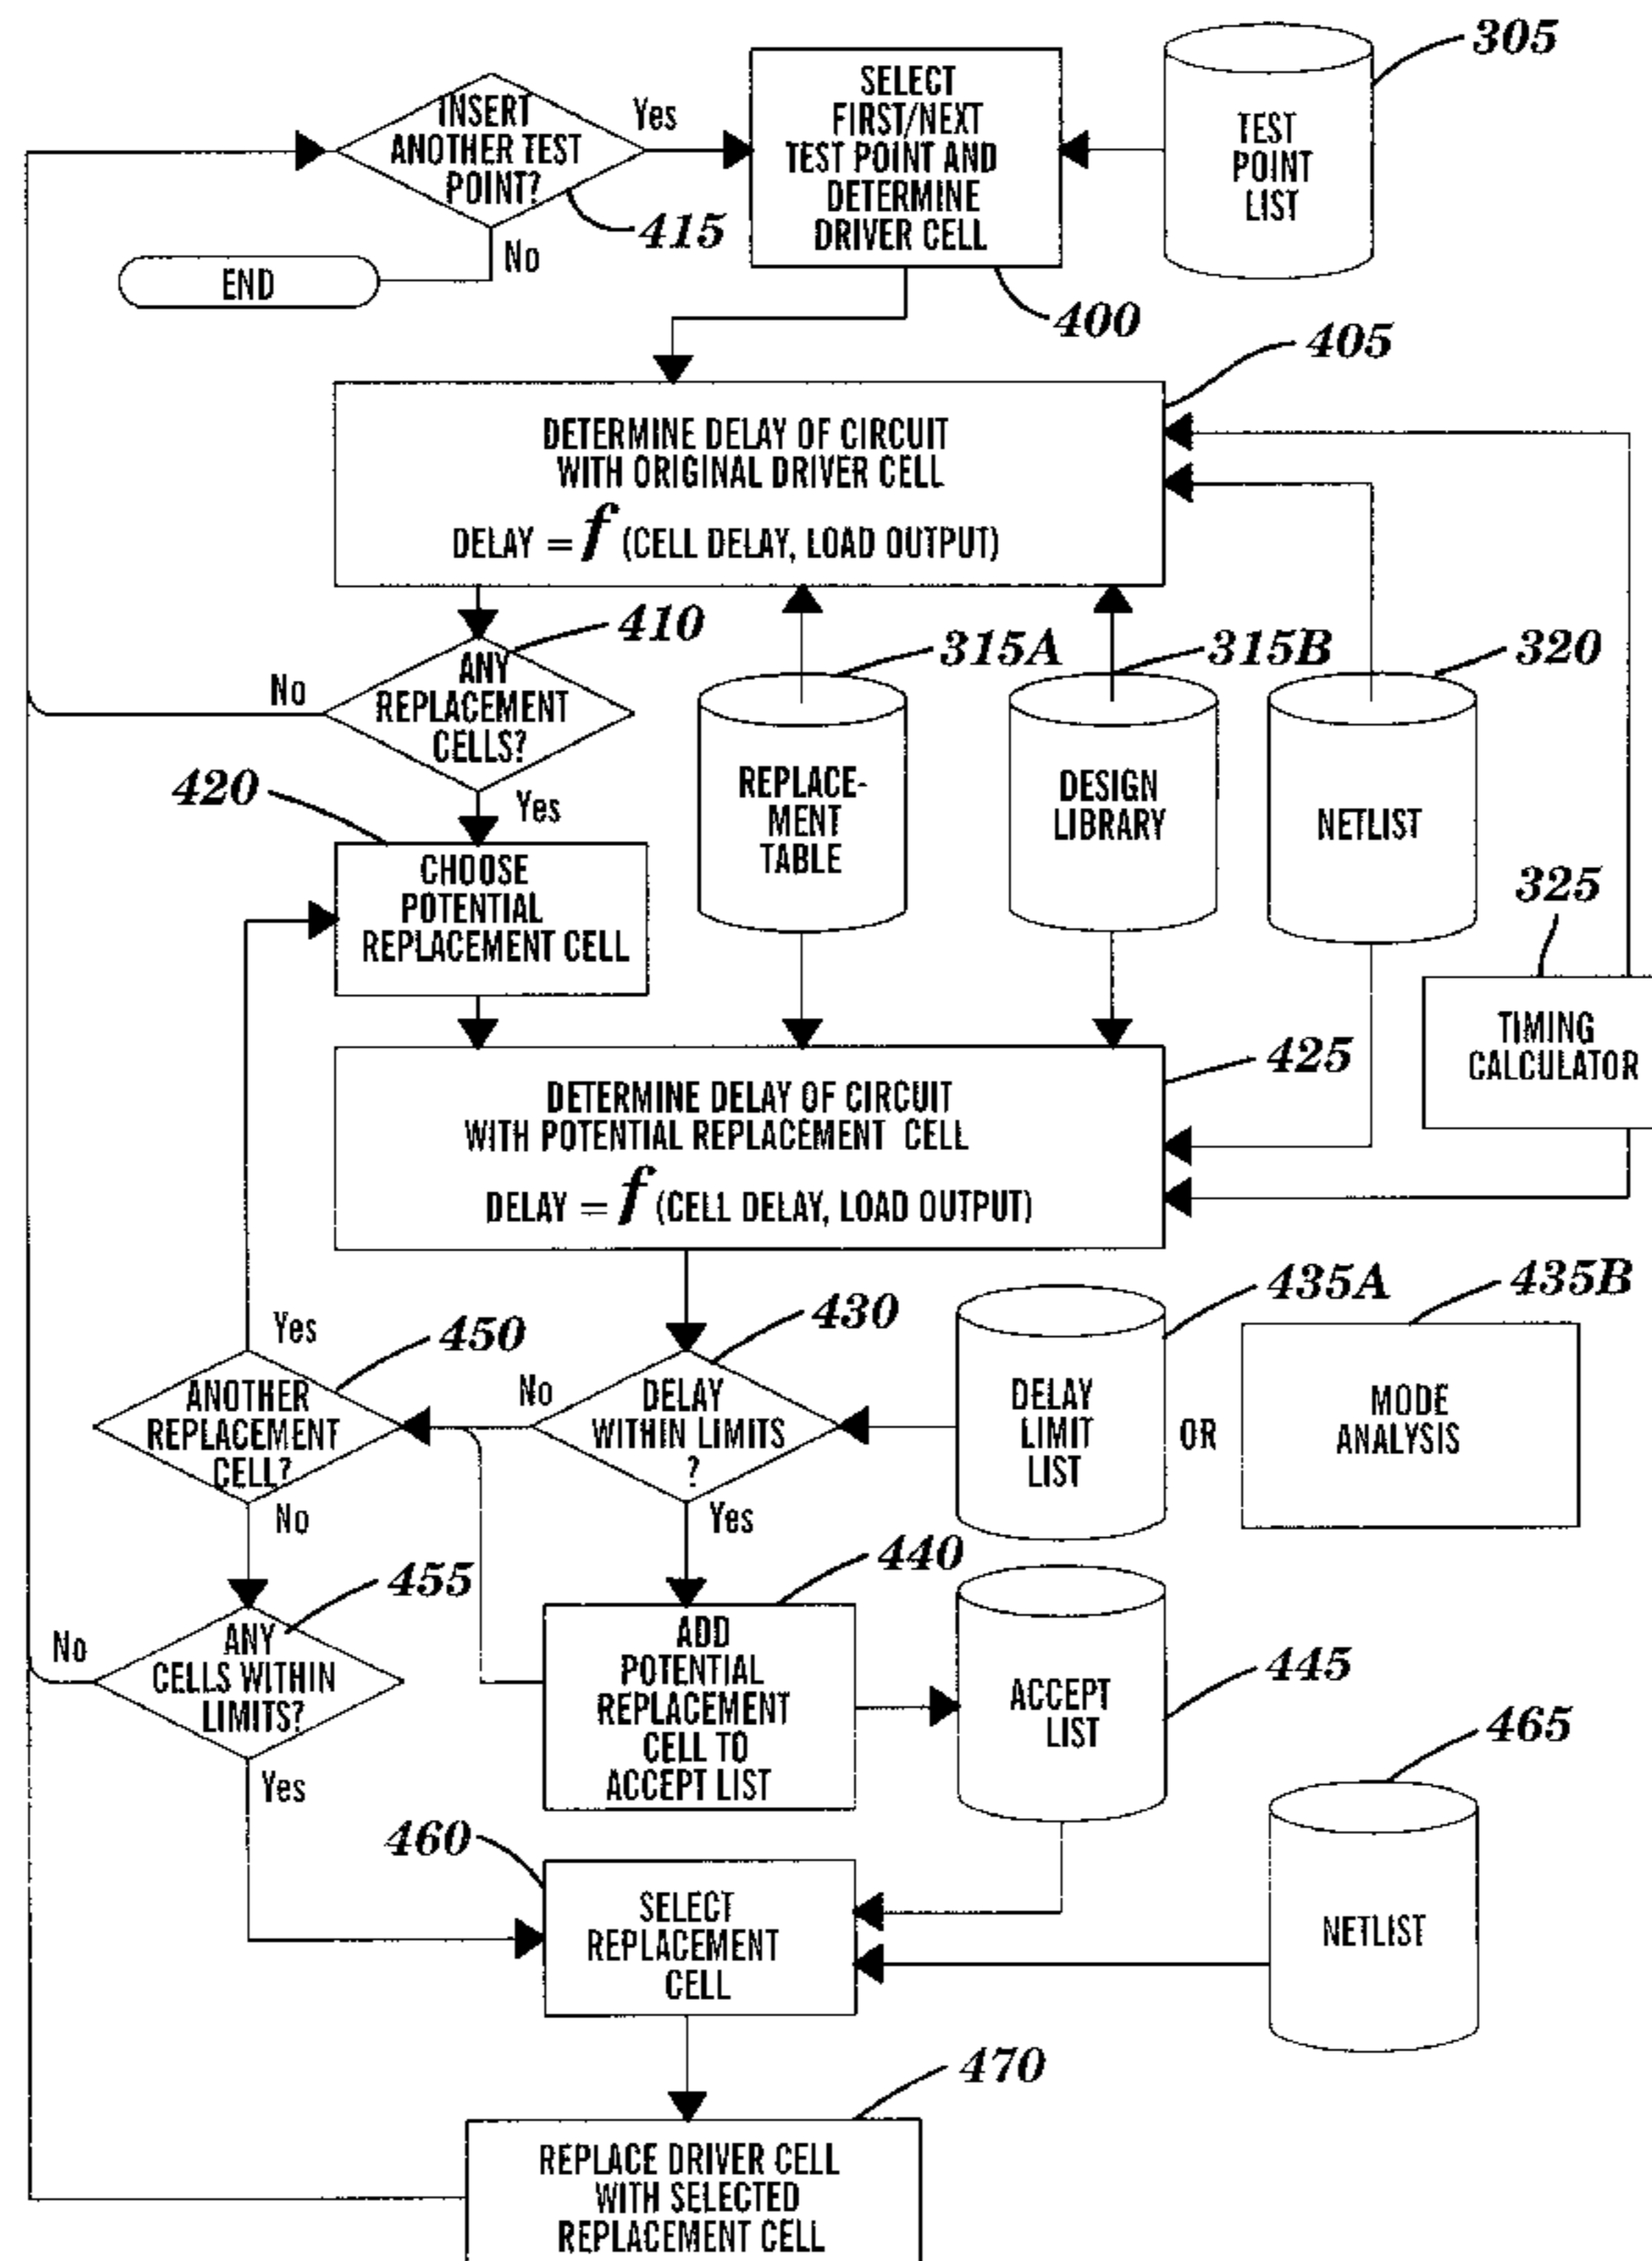 INSERT
ANOTHER TEST
POINT?
Yes
415
No
END
SELECT
FIRST/NEXT
TEST POINT AND
DETERMINE
DRIVER CELL
400
TEST
POINT
LIST
305
405
DETERMINE DELAY OF CIRCUIT
WITH ORIGINAL DRIVER CELL
DELAY = f (CELL DELAY, LOAD OUTPUT)
410
ANY
REPLACEMENT
CELLS?
No
Yes
315A
REPLACE-
MENT
TABLE
315B
DESIGN
LIBRARY
320
NETLIST
325
TIMING
CALCULATOR
420
CHOOSE
POTENTIAL
REPLACEMENT CELL
425
DETERMINE DELAY OF CIRCUIT
WITH POTENTIAL REPLACEMENT CELL
DELAY = f (CELL DELAY, LOAD OUTPUT)
430
DELAY
WITHIN LIMITS
?
No
Yes
435A
DELAY
LIMIT
LIST
OR
435B
MODE
ANALYSIS
450
Yes
ANOTHER
REPLACEMENT
CELL?
No
455
ANY
CELLS WITHIN
LIMITS?
No
Yes
440
ADD
POTENTIAL
REPLACEMENT
CELL TO
ACCEPT LIST
445
ACCEPT
LIST
460
SELECT
REPLACEMENT
CELL
465
NETLIST
470
REPLACE DRIVER CELL
WITH SELECTED
REPLACEMENT CELL